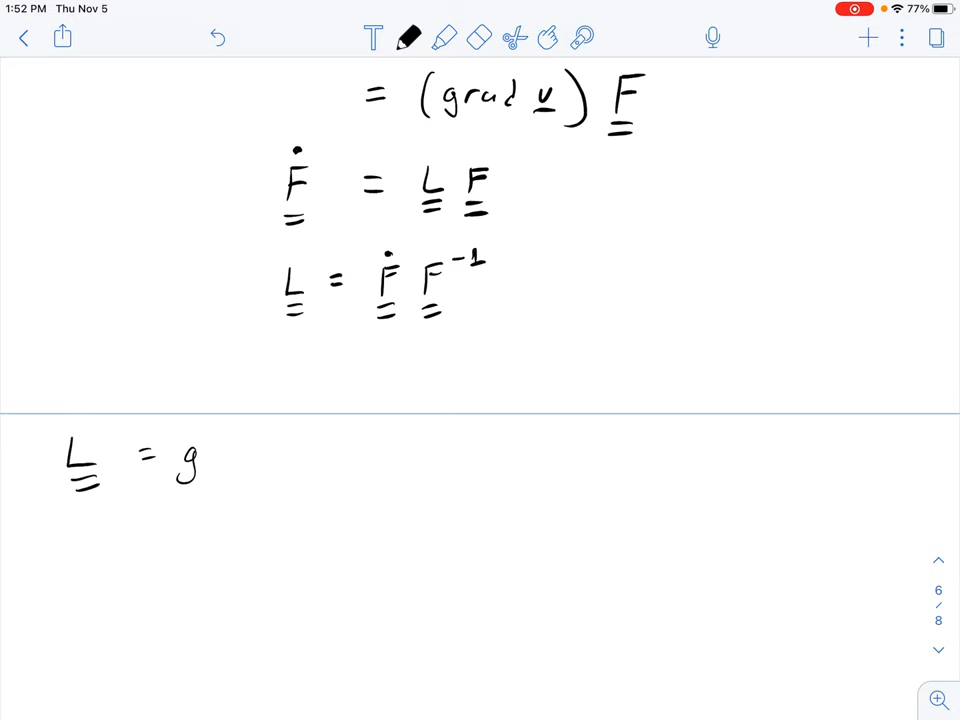 1:52 PM Thu Nov 5 77%
T
= (grad v) F
Ḟ = L F
L = Ḟ F⁻¹
L = g
6
/
8